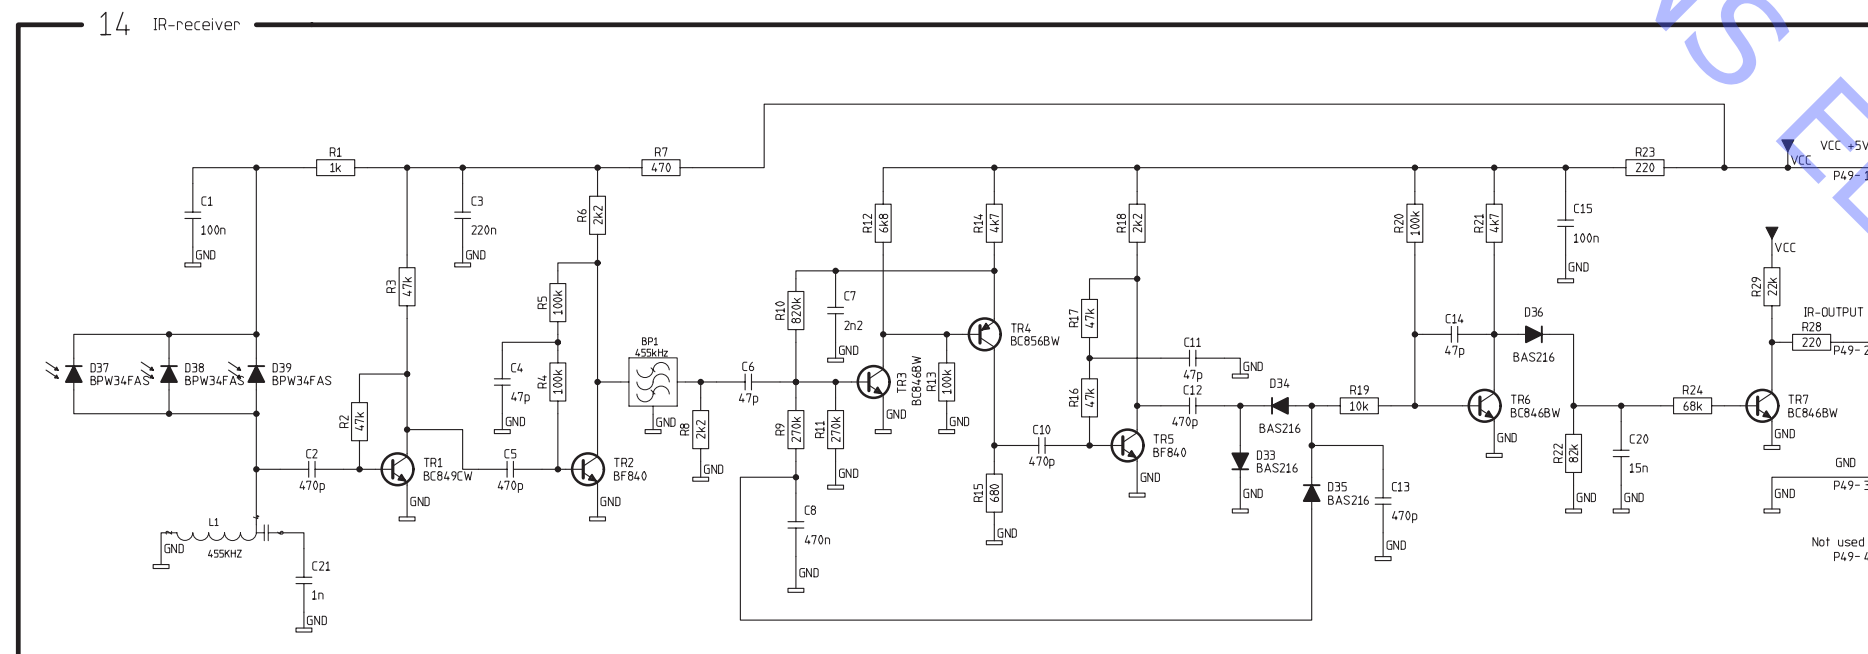 14 IR-receiver
R1
1k
R7
470
R23
220
VCC
VCC +5V
P49-1
C1
100n
GND
C3
220n
GND
R6
2k2
R12
6k8
R14
4k7
R18
2k2
R20
100k
R21
4k7
C15
100n
GND
VCC
R3
47k
R5
100k
R10
820k
C7
2n2
GND
R17
47k
R29
22k
IR-OUTPUT
R28
220
P49-2
D37
BPW34FAS
D38
BPW34FAS
D39
BPW34FAS
C4
47p
GND
R4
100k
BP1
455kHz
GND
C6
47p
TR3
BC846BW
GND
R13
100k
GND
TR4
BC856BW
C11
47p
GND
R16
47k
C12
470p
D34
BAS216
R19
10k
C14
47p
D36
BAS216
TR6
BC846BW
GND
R24
68k
TR7
BC846BW
GND
R2
47k
R8
2k2
GND
R9
270k
R11
270k
GND
C10
470p
TR5
BF840
GND
C2
470p
TR1
BC849CW
GND
C5
470p
TR2
BF840
GND
D33
BAS216
GND
D35
BAS216
C13
470p
GND
R22
82k
GND
C20
15n
GND
GND
P49-3
GND
R15
680
GND
C8
470n
GND
L1
455KHZ
GND
C21
1n
GND
Not used
P49-4
S
E